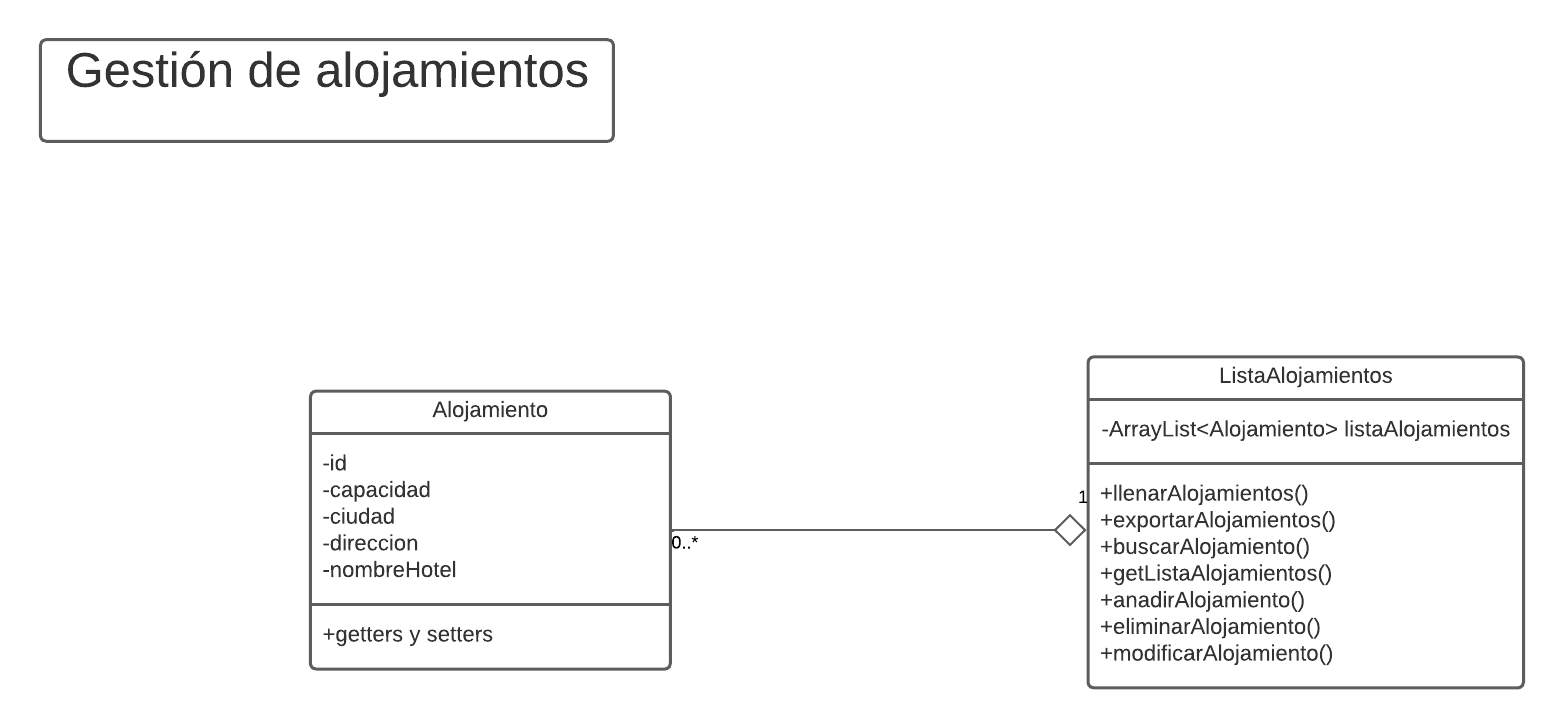 Gestión de alojamientos
Alojamiento
-id
-capacidad
-ciudad
-direccion
-nombreHotel
+getters y setters
0..*
1
ListaAlojamientos
-ArrayList<Alojamiento> listaAlojamientos
+llenarAlojamientos()
+exportarAlojamientos()
+buscarAlojamiento()
+getListaAlojamientos()
+anadirAlojamiento()
+eliminarAlojamiento()
+modificarAlojamiento()